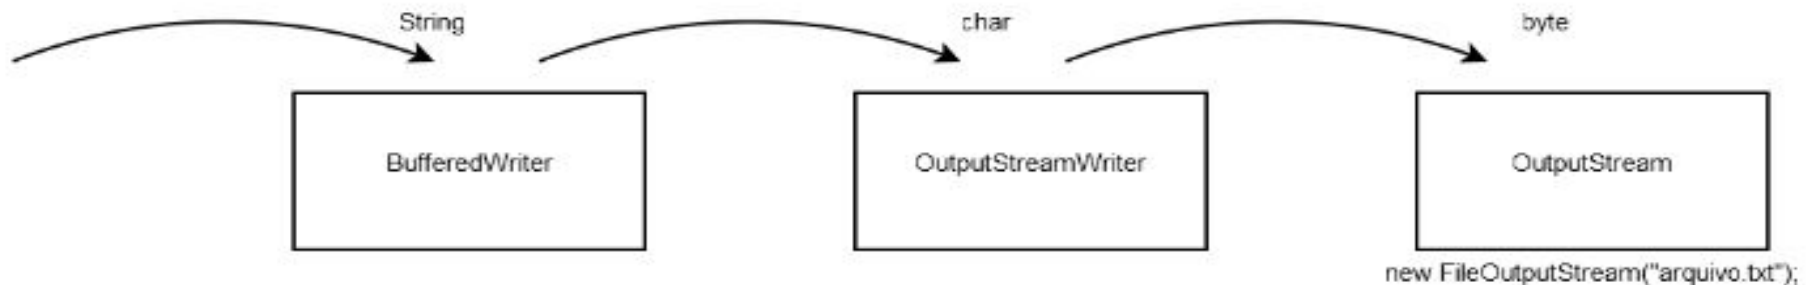 String
char
byte
BufferedWriter
OutputStreamWriter
OutputStream
new FileOutputStream("arquivo.txt");